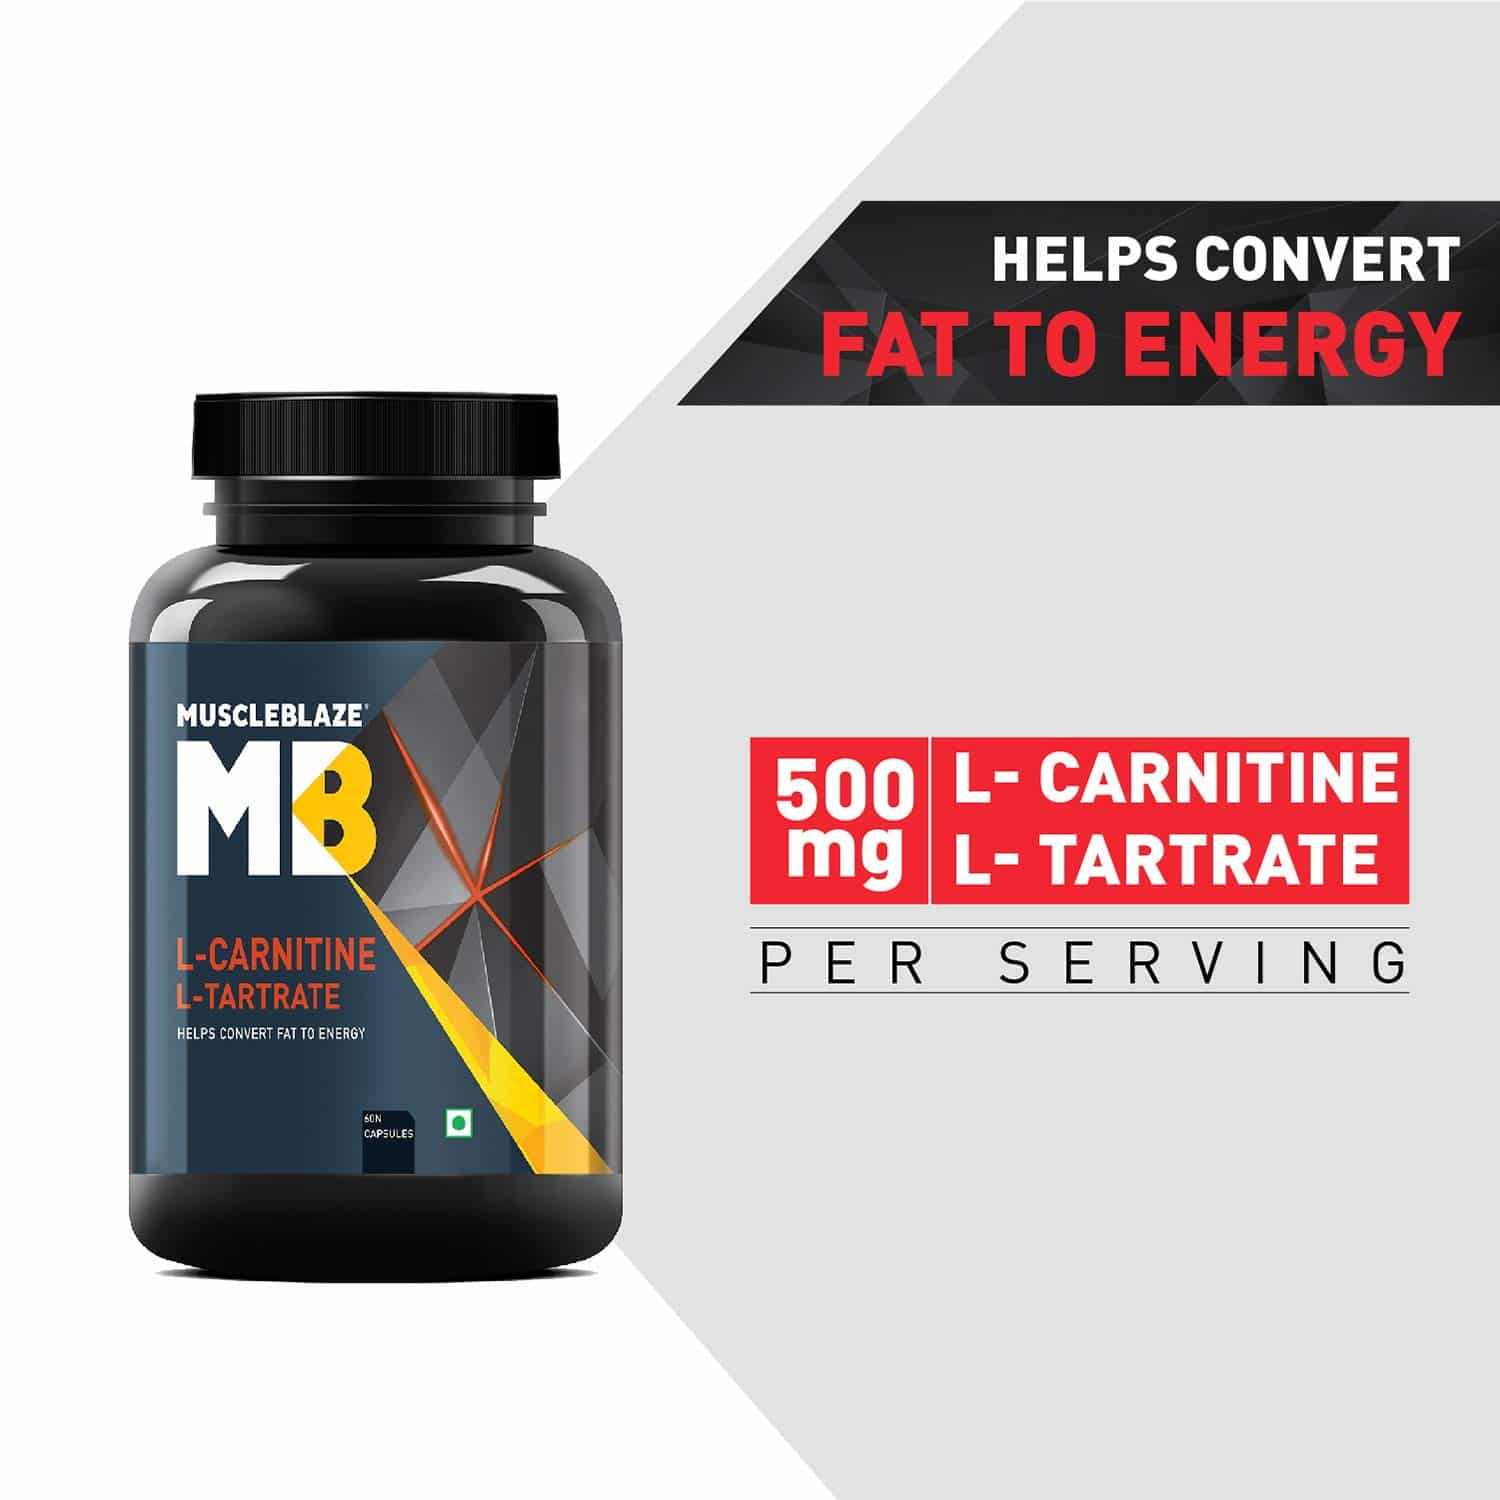 HELPS CONVERT
FAT TO ENERGY
MUSCLEBLAZE®
MB
L-CARNITINE
L-TARTRATE
HELPS CONVERT FAT TO ENERGY
60N
CAPSULES
500
mg
L- CARNITINE
L- TARTRATE
PER SERVING